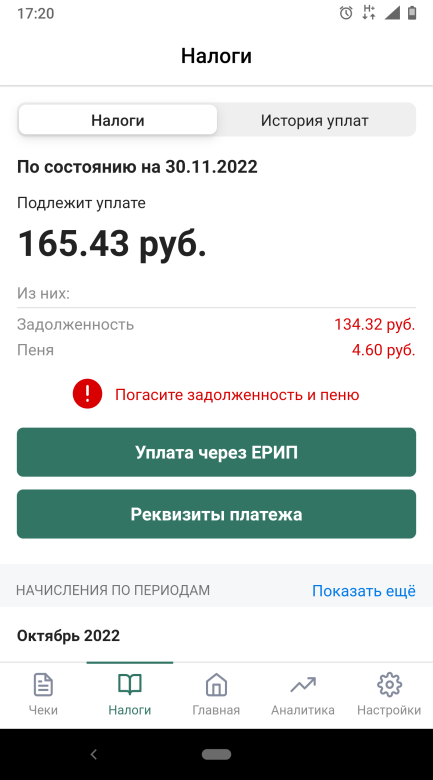 17:20
H+
Налоги
Налоги
История уплат
По состоянию на 30.11.2022
Подлежит уплате
165.43 руб.
Из них:
Задолженность 134.32 руб.
Пеня 4.60 руб.
! Погасите задолженность и пеню
Уплата через ЕРИП
Реквизиты платежа
НАЧИСЛЕНИЯ ПО ПЕРИОДАМ Показать ещё
Октябрь 2022
Чеки Налоги Главная Аналитика Настройки